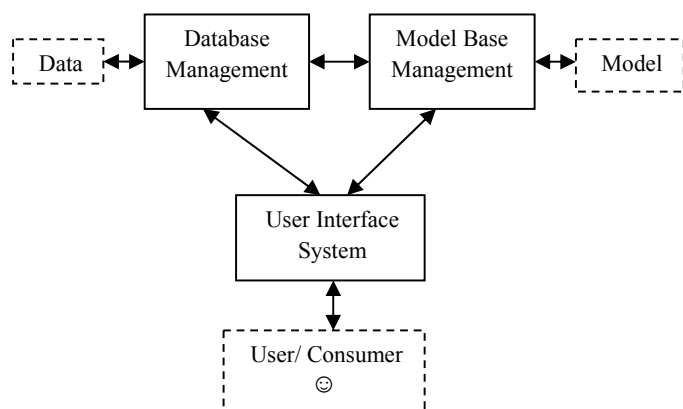 Data
Database
Management
Model Base
Management
Model
User Interface
System
User/ Consumer
☺